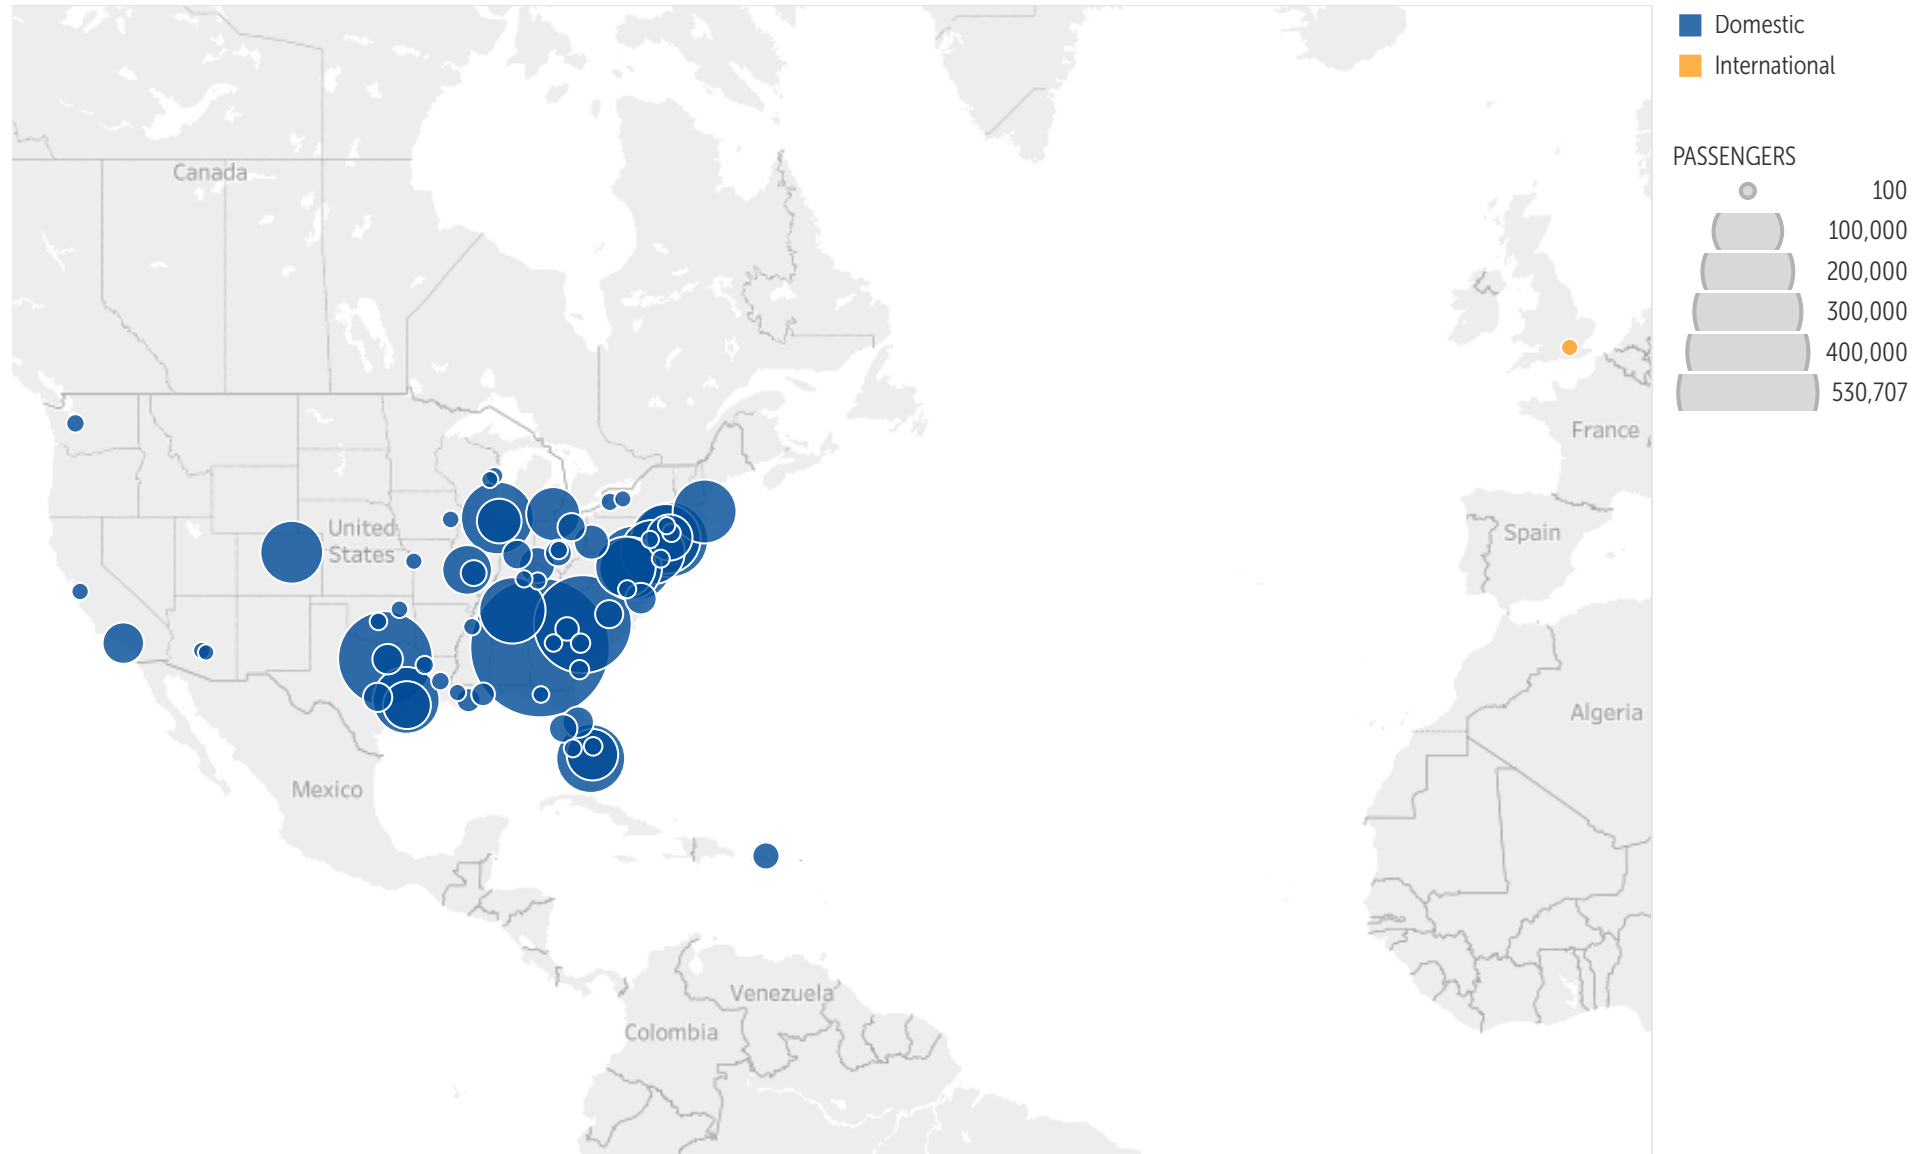 Domestic
International
PASSENGERS
100
100,000
200,000
300,000
400,000
530,707
Canada
United
States
Mexico
Venezuela
Colombia
France
Spain
Algeria